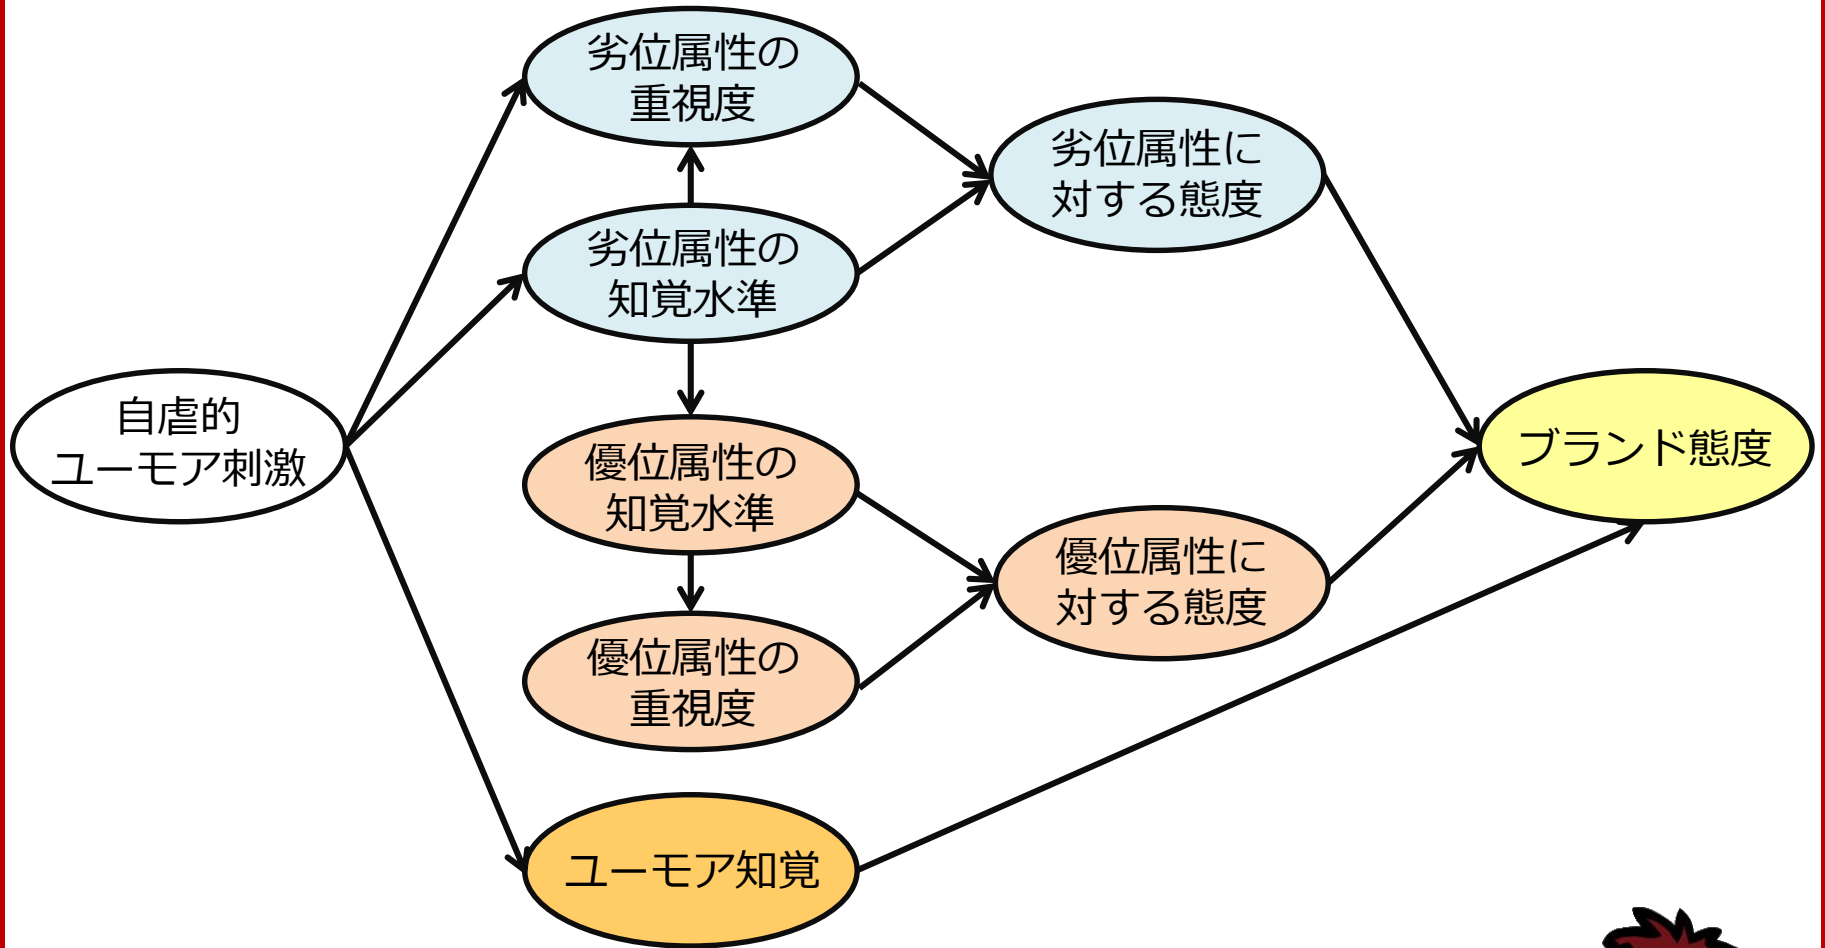 劣位属性の
重視度
劣位属性に
対する態度
劣位属性の
知覚水準
自虐的
ユーモア刺激
優位属性の
知覚水準
ブランド態度
優位属性に
対する態度
優位属性の
重視度
ユーモア知覚